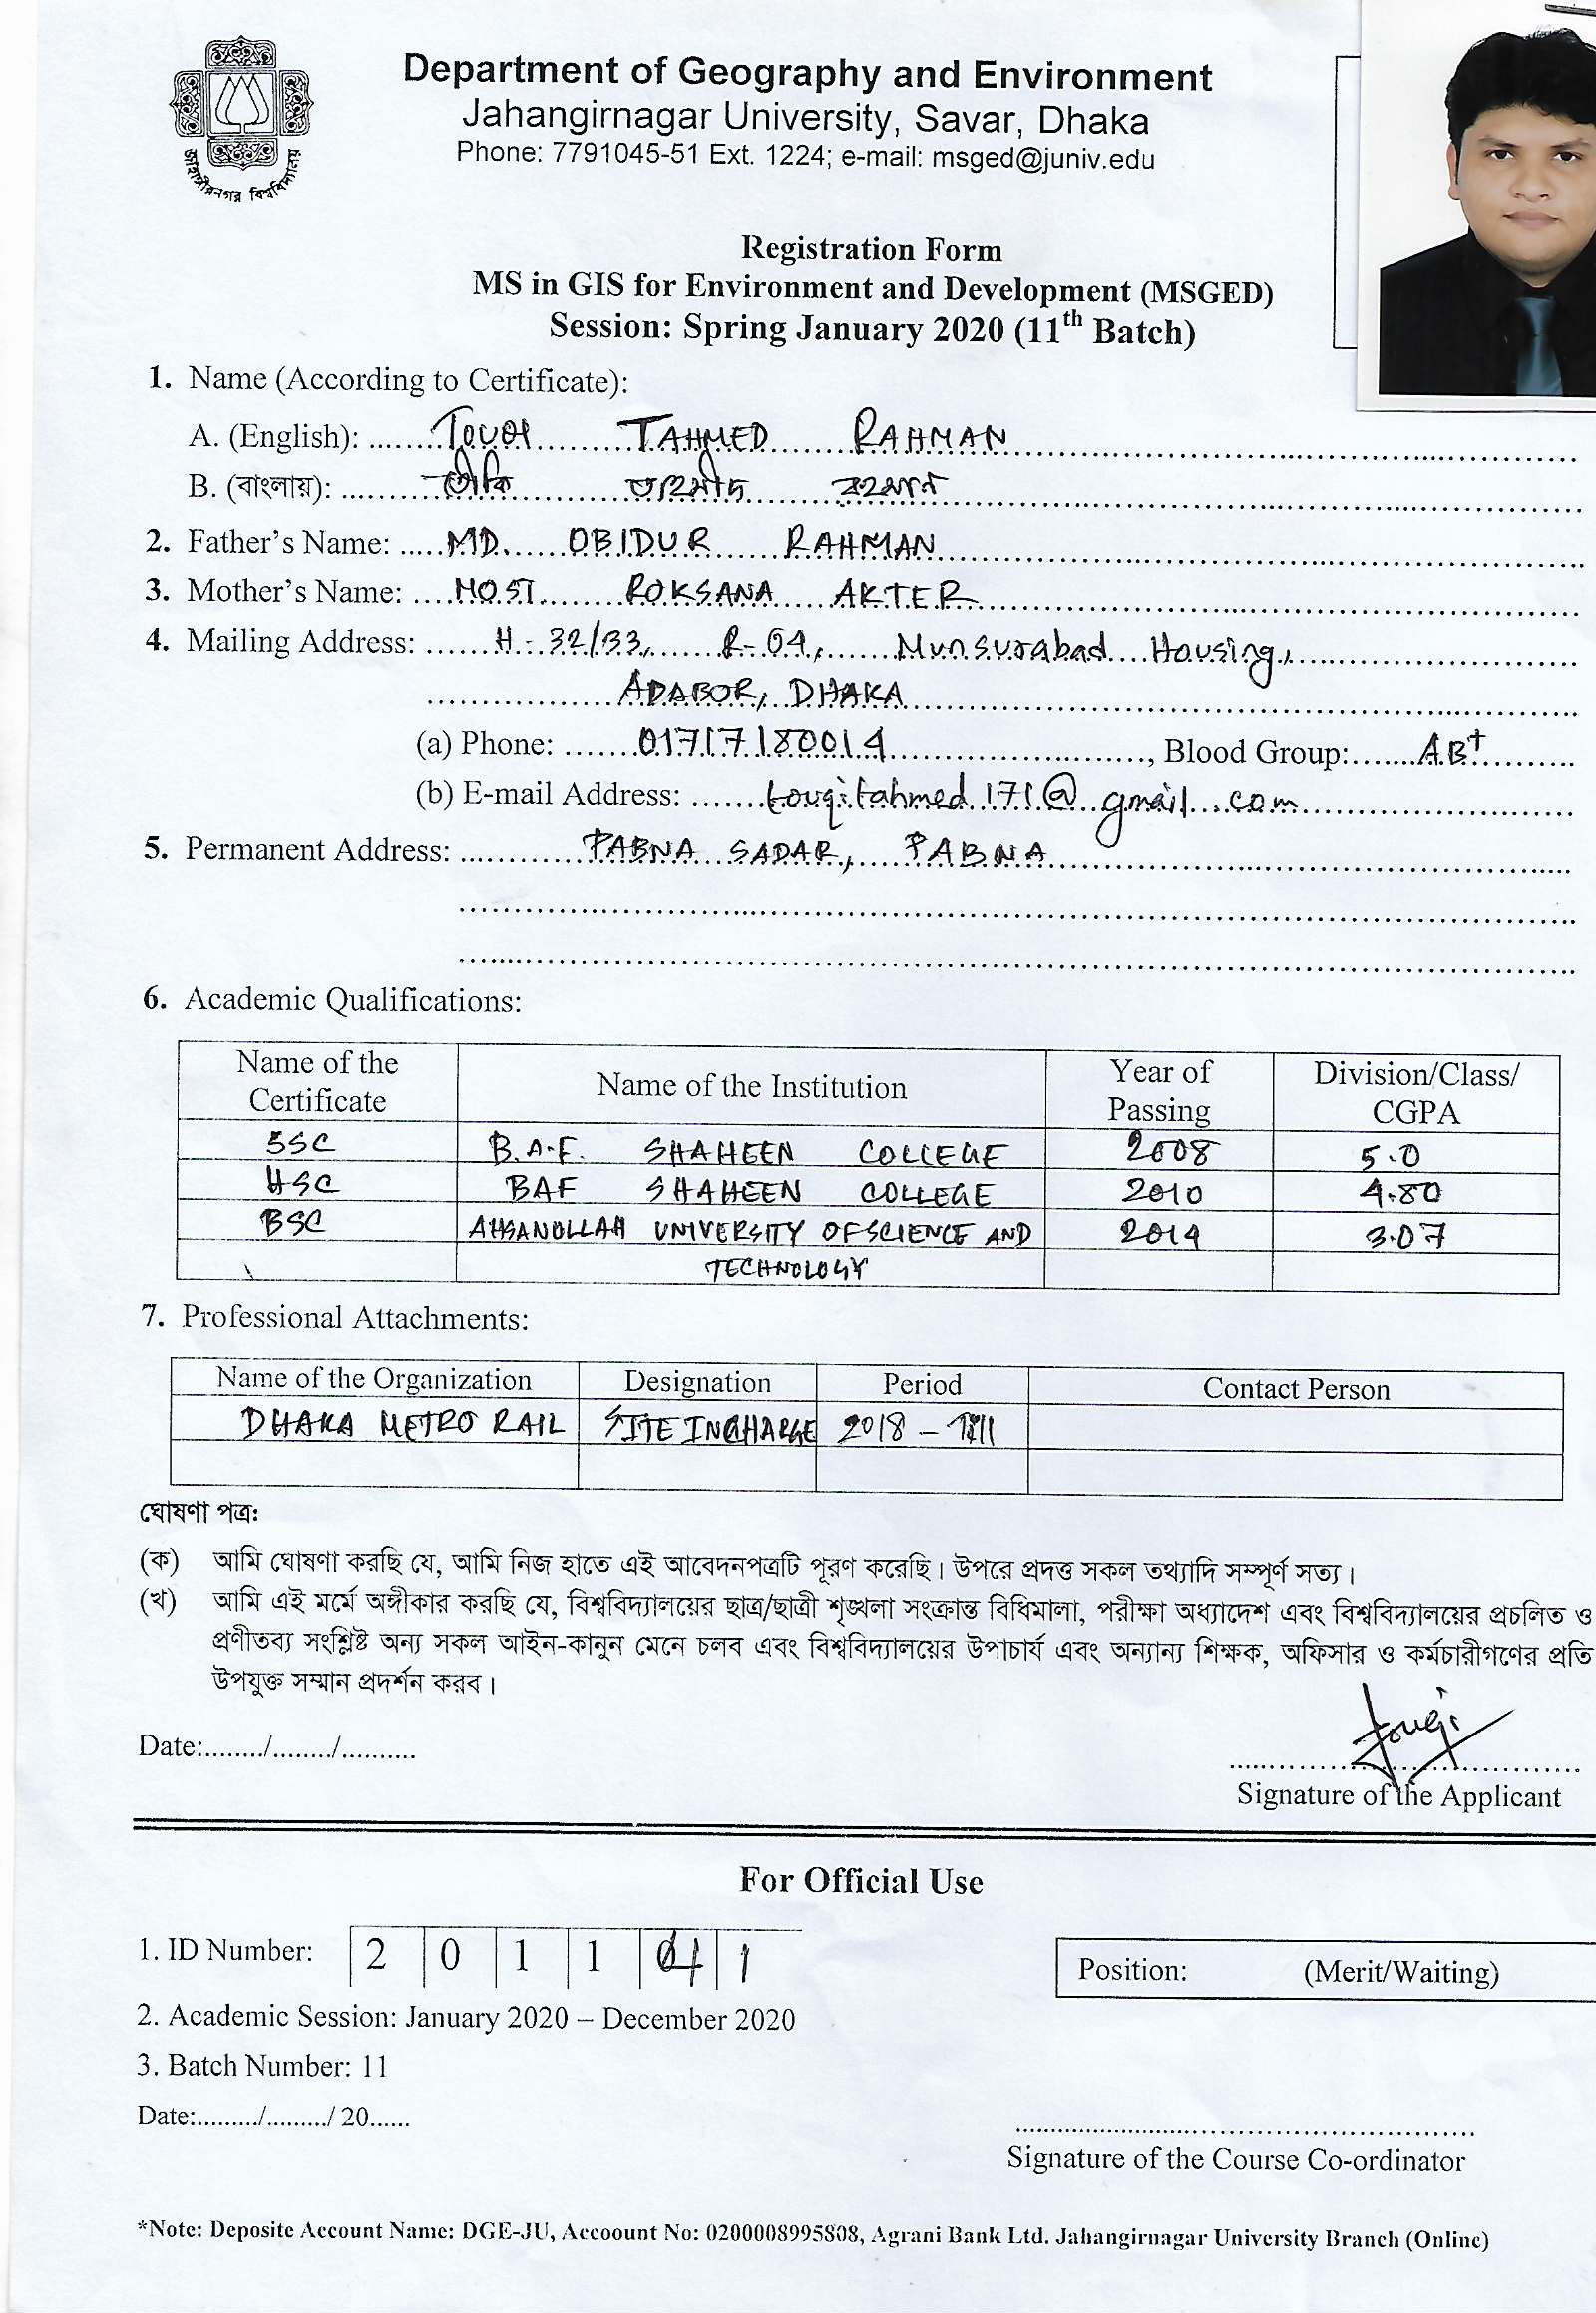 জাহাঙ্গীরনগর বিশ্ববিদ্যালয়
Department of Geography and Environment
Jahangirnagar University, Savar, Dhaka
Phone: 7791045-51 Ext. 1224; e-mail: msged@juniv.edu
Registration Form
MS in GIS for Environment and Development (MSGED)
Session: Spring January 2020 (11th Batch)
1. Name (According to Certificate):
A. (English): TOUQI TAHMED RAHMAN
B. (বাংলায়): তৌকি তাহমীদ রহমান
2. Father's Name: MD. OBIDUR RAHMAN
3. Mother's Name: MOST. ROKSANA AKTER
4. Mailing Address: H-32/33, R-04, Munsurabad Housing,
ADABOR, DHAKA
(a) Phone: 01717180014, Blood Group: AB+
(b) E-mail Address: touqitahmed171@gmail.com
5. Permanent Address: PABNA SADAR, PABNA
6. Academic Qualifications:
Name of the Certificate Name of the Institution Year of Passing Division/Class/ CGPA
SSC B.A.F. SHAHEEN COLLEGE 2008 5.0
HSC BAF SHAHEEN COLLEGE 2010 4.80
BSC AHSANULLAH UNIVERSITY OF SCIENCE AND 2014 3.07
TECHNOLOGY
7. Professional Attachments:
Name of the Organization Designation Period Contact Person
DHAKA METRO RAIL SITE INCHARGE 2018 –
ঘোষণা পত্র:
(ক) আমি ঘোষণা করছি যে, আমি নিজ হাতে এই আবেদনপত্রটি পূরণ করেছি। উপরে প্রদত্ত সকল তথ্যাদি সম্পূর্ণ সত্য।
(খ) আমি এই মর্মে অঙ্গীকার করছি যে, বিশ্ববিদ্যালয়ের ছাত্র/ছাত্রী শৃঙ্খলা সংক্রান্ত বিধিমালা, পরীক্ষা অধ্যাদেশ এবং বিশ্ববিদ্যালয়ের প্রচলিত ও
প্রণীতব্য সংশ্লিষ্ট অন্য সকল আইন-কানুন মেনে চলব এবং বিশ্ববিদ্যালয়ের উপাচার্য এবং অন্যান্য শিক্ষক, অফিসার ও কর্মচারীগণের প্রতি
উপযুক্ত সম্মান প্রদর্শন করব।
Touqi
Date:......../......../..........
Signature of the Applicant
For Official Use
1. ID Number: 2 0 1 1 1
Position: (Merit/Waiting)
2. Academic Session: January 2020 – December 2020
3. Batch Number: 11
Date:........./........./ 20......
Signature of the Course Co-ordinator
*Note: Deposite Account Name: DGE-JU, Accoount No: 0200008995808, Agrani Bank Ltd. Jahangirnagar University Branch (Online)